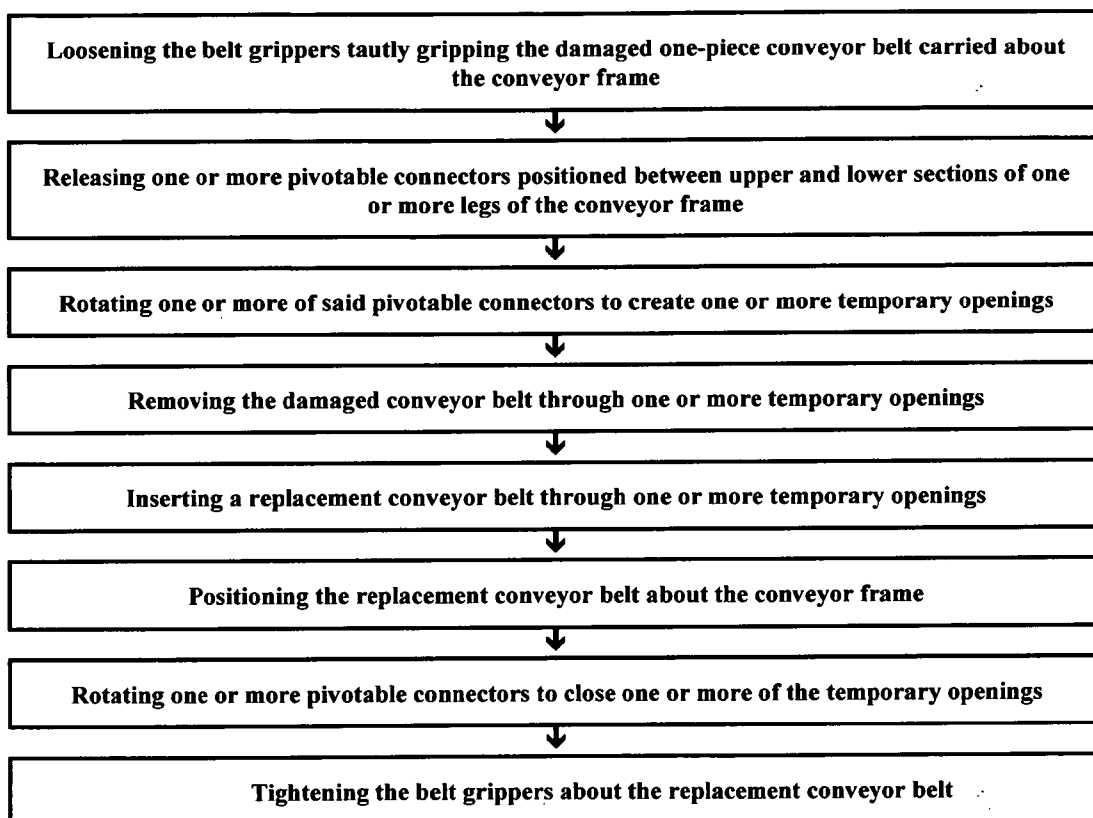 Loosening the belt grippers tautly gripping the damaged one-piece conveyor belt carried about
the conveyor frame
Releasing one or more pivotable connectors positioned between upper and lower sections of one
or more legs of the conveyor frame
Rotating one or more of said pivotable connectors to create one or more temporary openings
Removing the damaged conveyor belt through one or more temporary openings
Inserting a replacement conveyor belt through one or more temporary openings
Positioning the replacement conveyor belt about the conveyor frame
Rotating one or more pivotable connectors to close one or more of the temporary openings
Tightening the belt grippers about the replacement conveyor belt